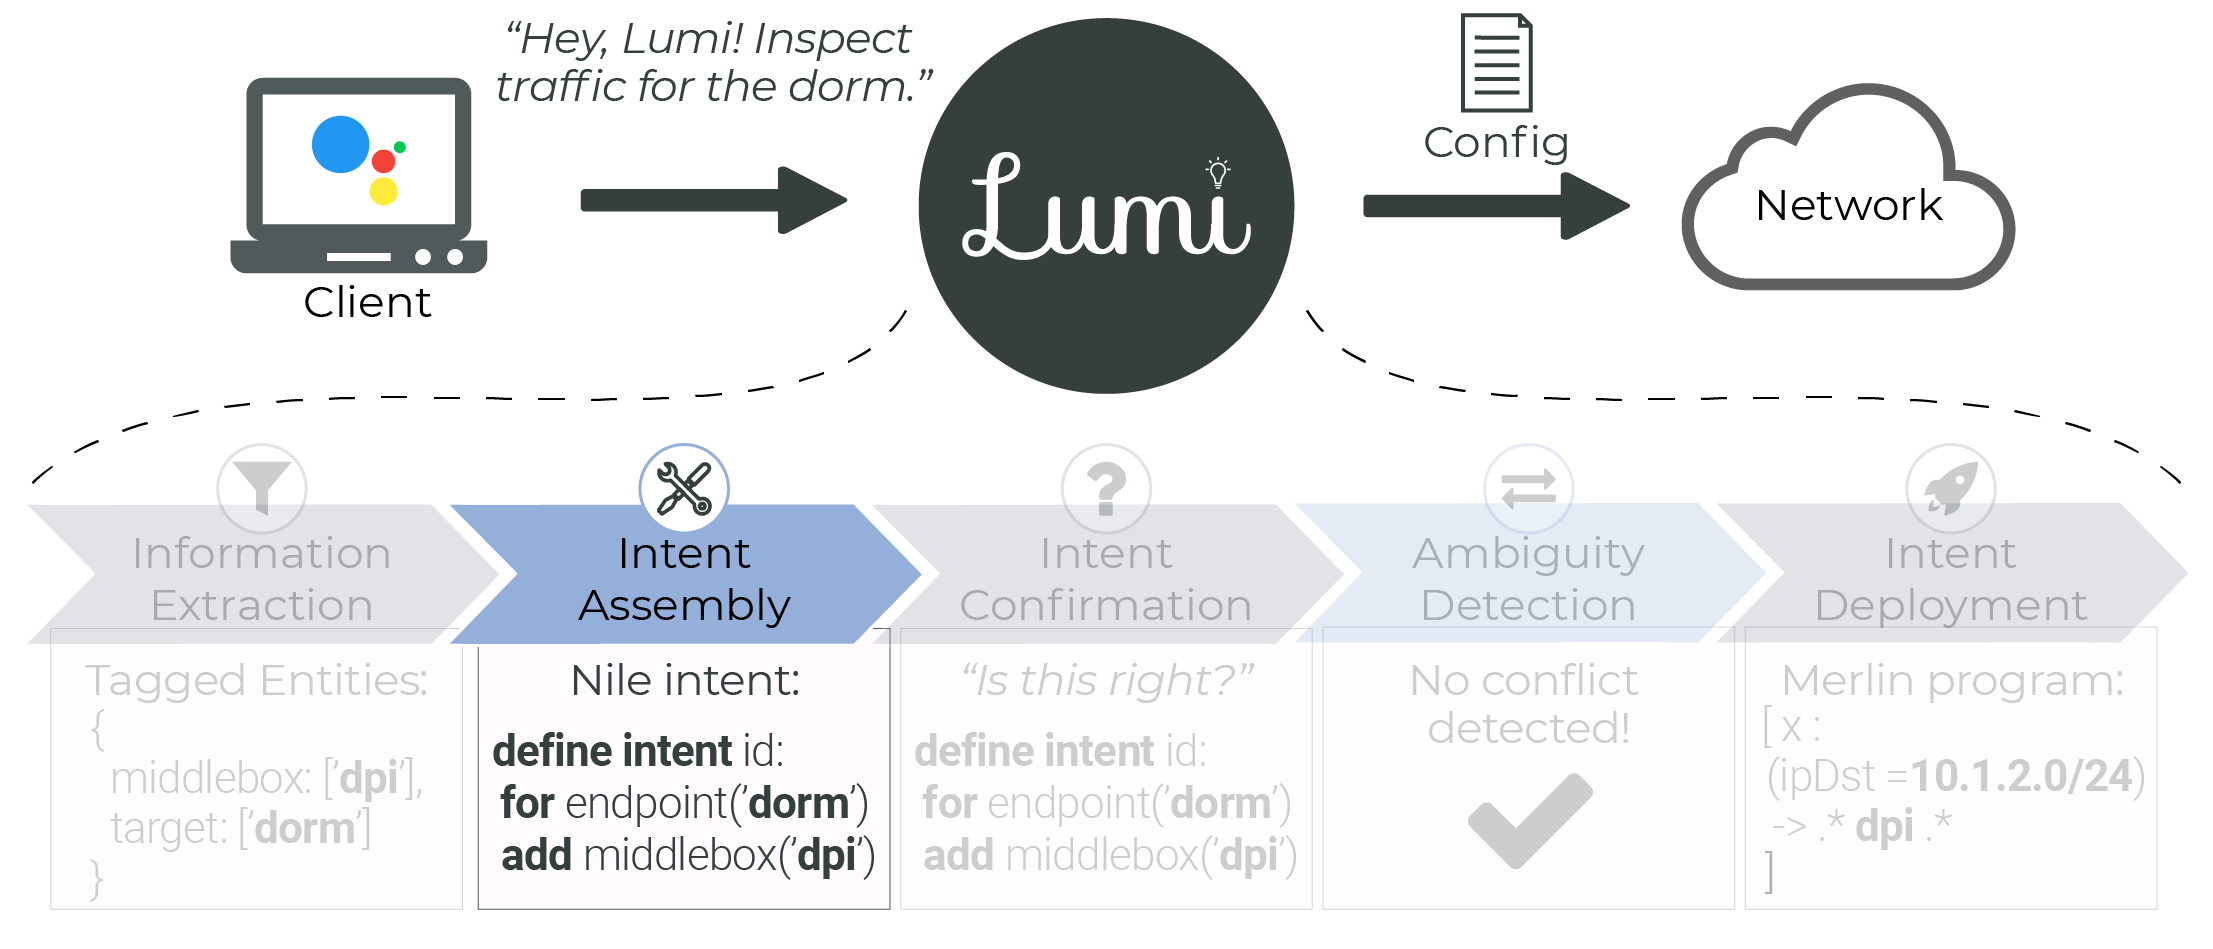 “Hey, Lumi! Inspect
traffic for the dorm.”
Client
Lumi
Config
Network
Information
Extraction
Tagged Entities:
{
middlebox: [’dpi’],
target: [’dorm’]
}
Intent
Assembly
Nile intent:
define intent id:
for endpoint(’dorm’)
add middlebox(’dpi’)
Intent
Confirmation
“Is this right?”
define intent id:
for endpoint(’dorm’)
add middlebox(’dpi’)
Ambiguity
Detection
No conflict
detected!
Intent
Deployment
Merlin program:
[ x :
(ipDst =10.1.2.0/24)
-> .* dpi .*
]